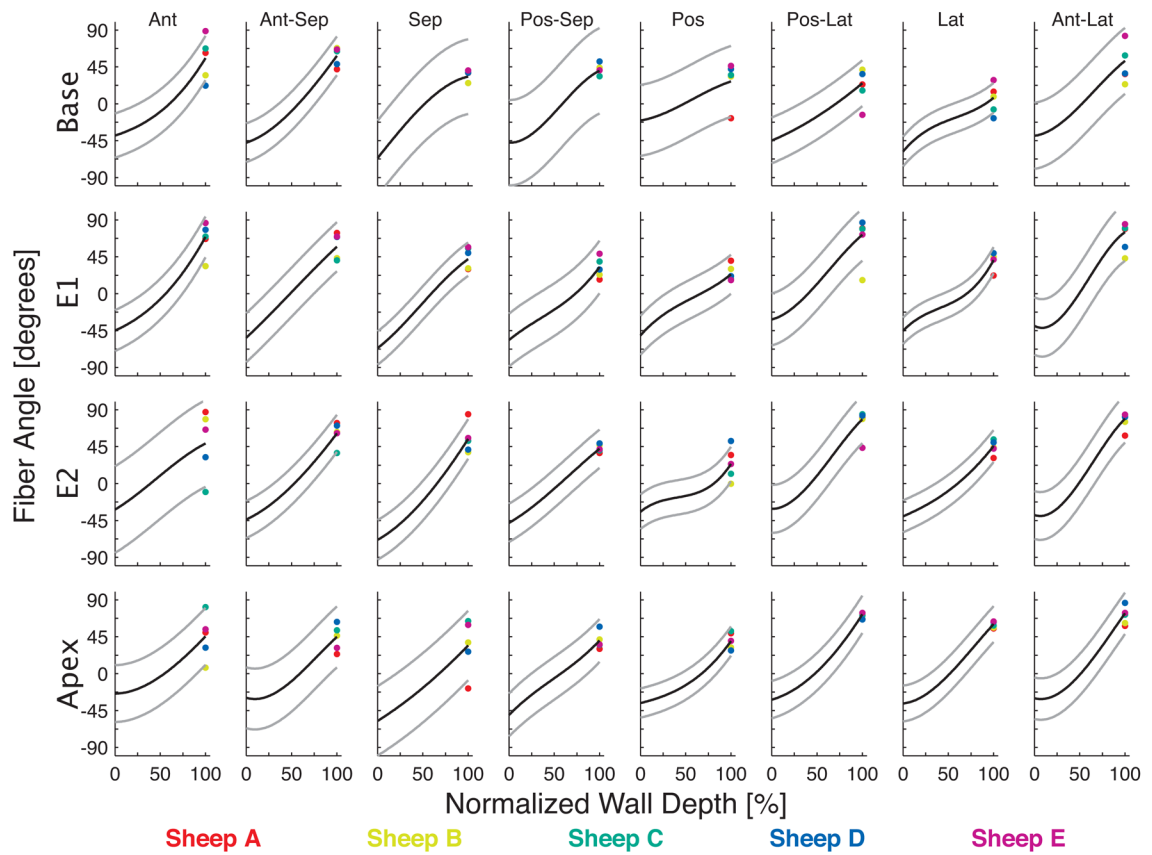 Ant Ant-Sep Sep Pos-Sep Pos Pos-Lat Lat Ant-Lat
90
45
0
-45
-90
Base
90
45
0
-45
-90
E1
90
45
0
-45
-90
E2
90
45
0
-45
-90
Apex
Fiber Angle [degrees]
0 50 100 0 50 100 0 50 100 0 50 100 0 50 100 0 50 100 0 50 100 0 50 100
Normalized Wall Depth [%]
Sheep A Sheep B Sheep C Sheep D Sheep E